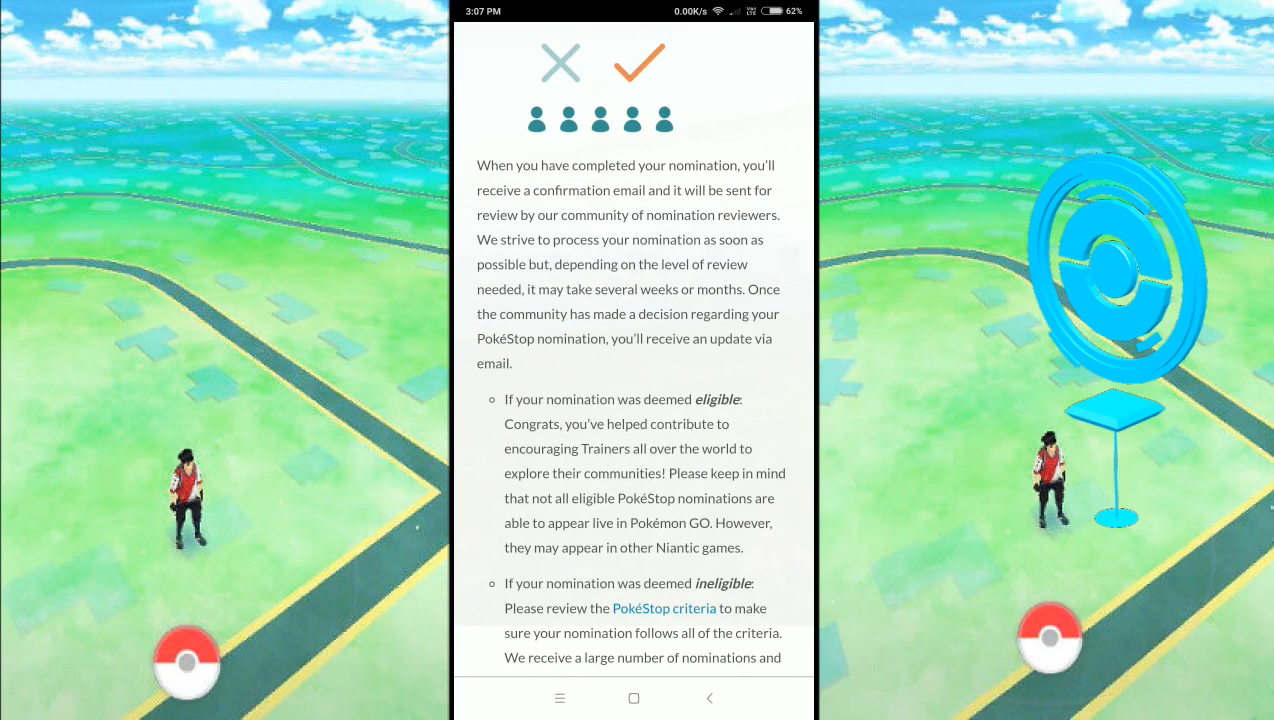 3:07 PM
0.00K/s
VoLTE
62%
When you have completed your nomination, you'll
receive a confirmation email and it will be sent for
review by our community of nomination reviewers.
We strive to process your nomination as soon as
possible but, depending on the level of review
needed, it may take several weeks or months. Once
the community has made a decision regarding your
PokéStop nomination, you'll receive an update via
email.
If your nomination was deemed eligible:
Congrats, you've helped contribute to
encouraging Trainers all over the world to
explore their communities! Please keep in mind
that not all eligible PokéStop nominations are
able to appear live in Pokémon GO. However,
they may appear in other Niantic games.
If your nomination was deemed ineligible:
Please review the PokéStop criteria to make
sure your nomination follows all of the criteria.
We receive a large number of nominations and